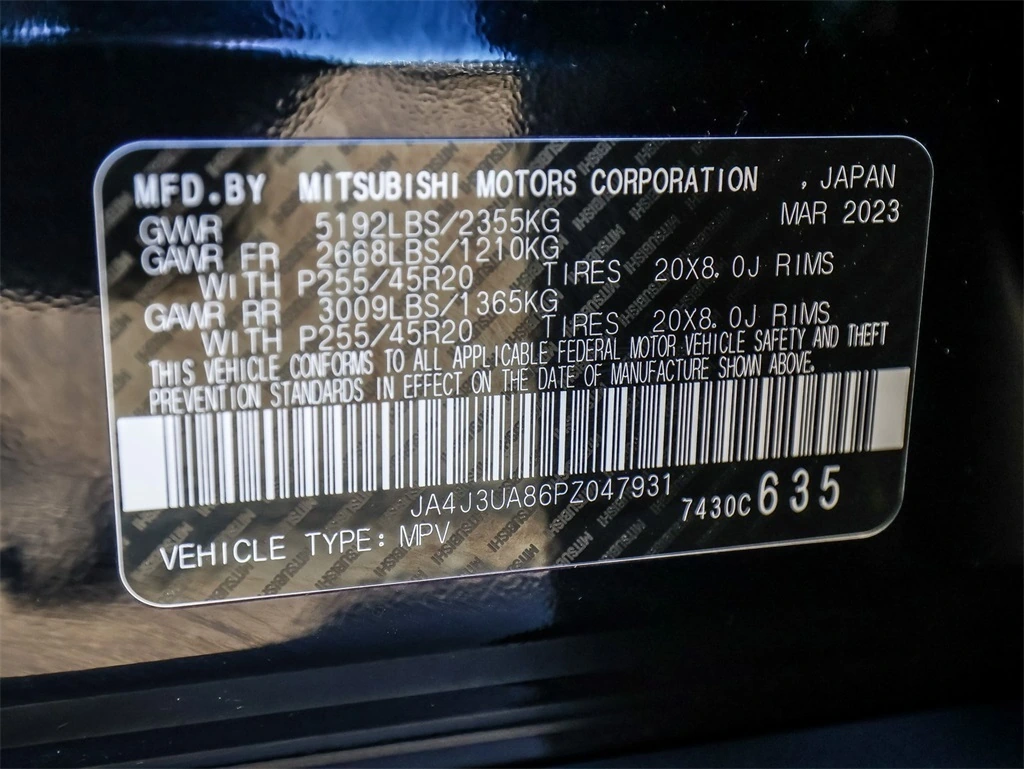 MFD.BY MITSUBISHI MOTORS CORPORATION , JAPAN
MAR 2023
GVWR 5192LBS/2355KG
GAWR FR 2668LBS/1210KG
WITH P255/45R20 TIRES 20X8.0J RIMS
GAWR RR 3009LBS/1365KG
WITH P255/45R20 TIRES 20X8.0J RIMS
THIS VEHICLE CONFORMS TO ALL APPLICABLE FEDERAL MOTOR VEHICLE SAFETY AND THEFT
PREVENTION STANDARDS IN EFFECT ON THE DATE OF MANUFACTURE SHOWN ABOVE.
JA4J3UA86PZ047931
7430C 635
VEHICLE TYPE: MPV